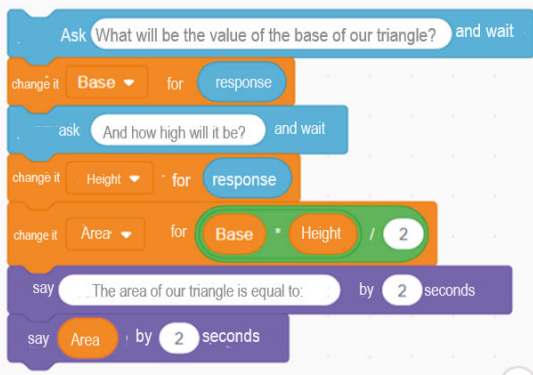 Ask What will be the value of the base of our triangle? and wait
change it Base for response
ask And how high will it be? and wait
change it Height for response
change it Area for Base * Height / 2
say The area of our triangle is equal to: by 2 seconds
say Area by 2 seconds